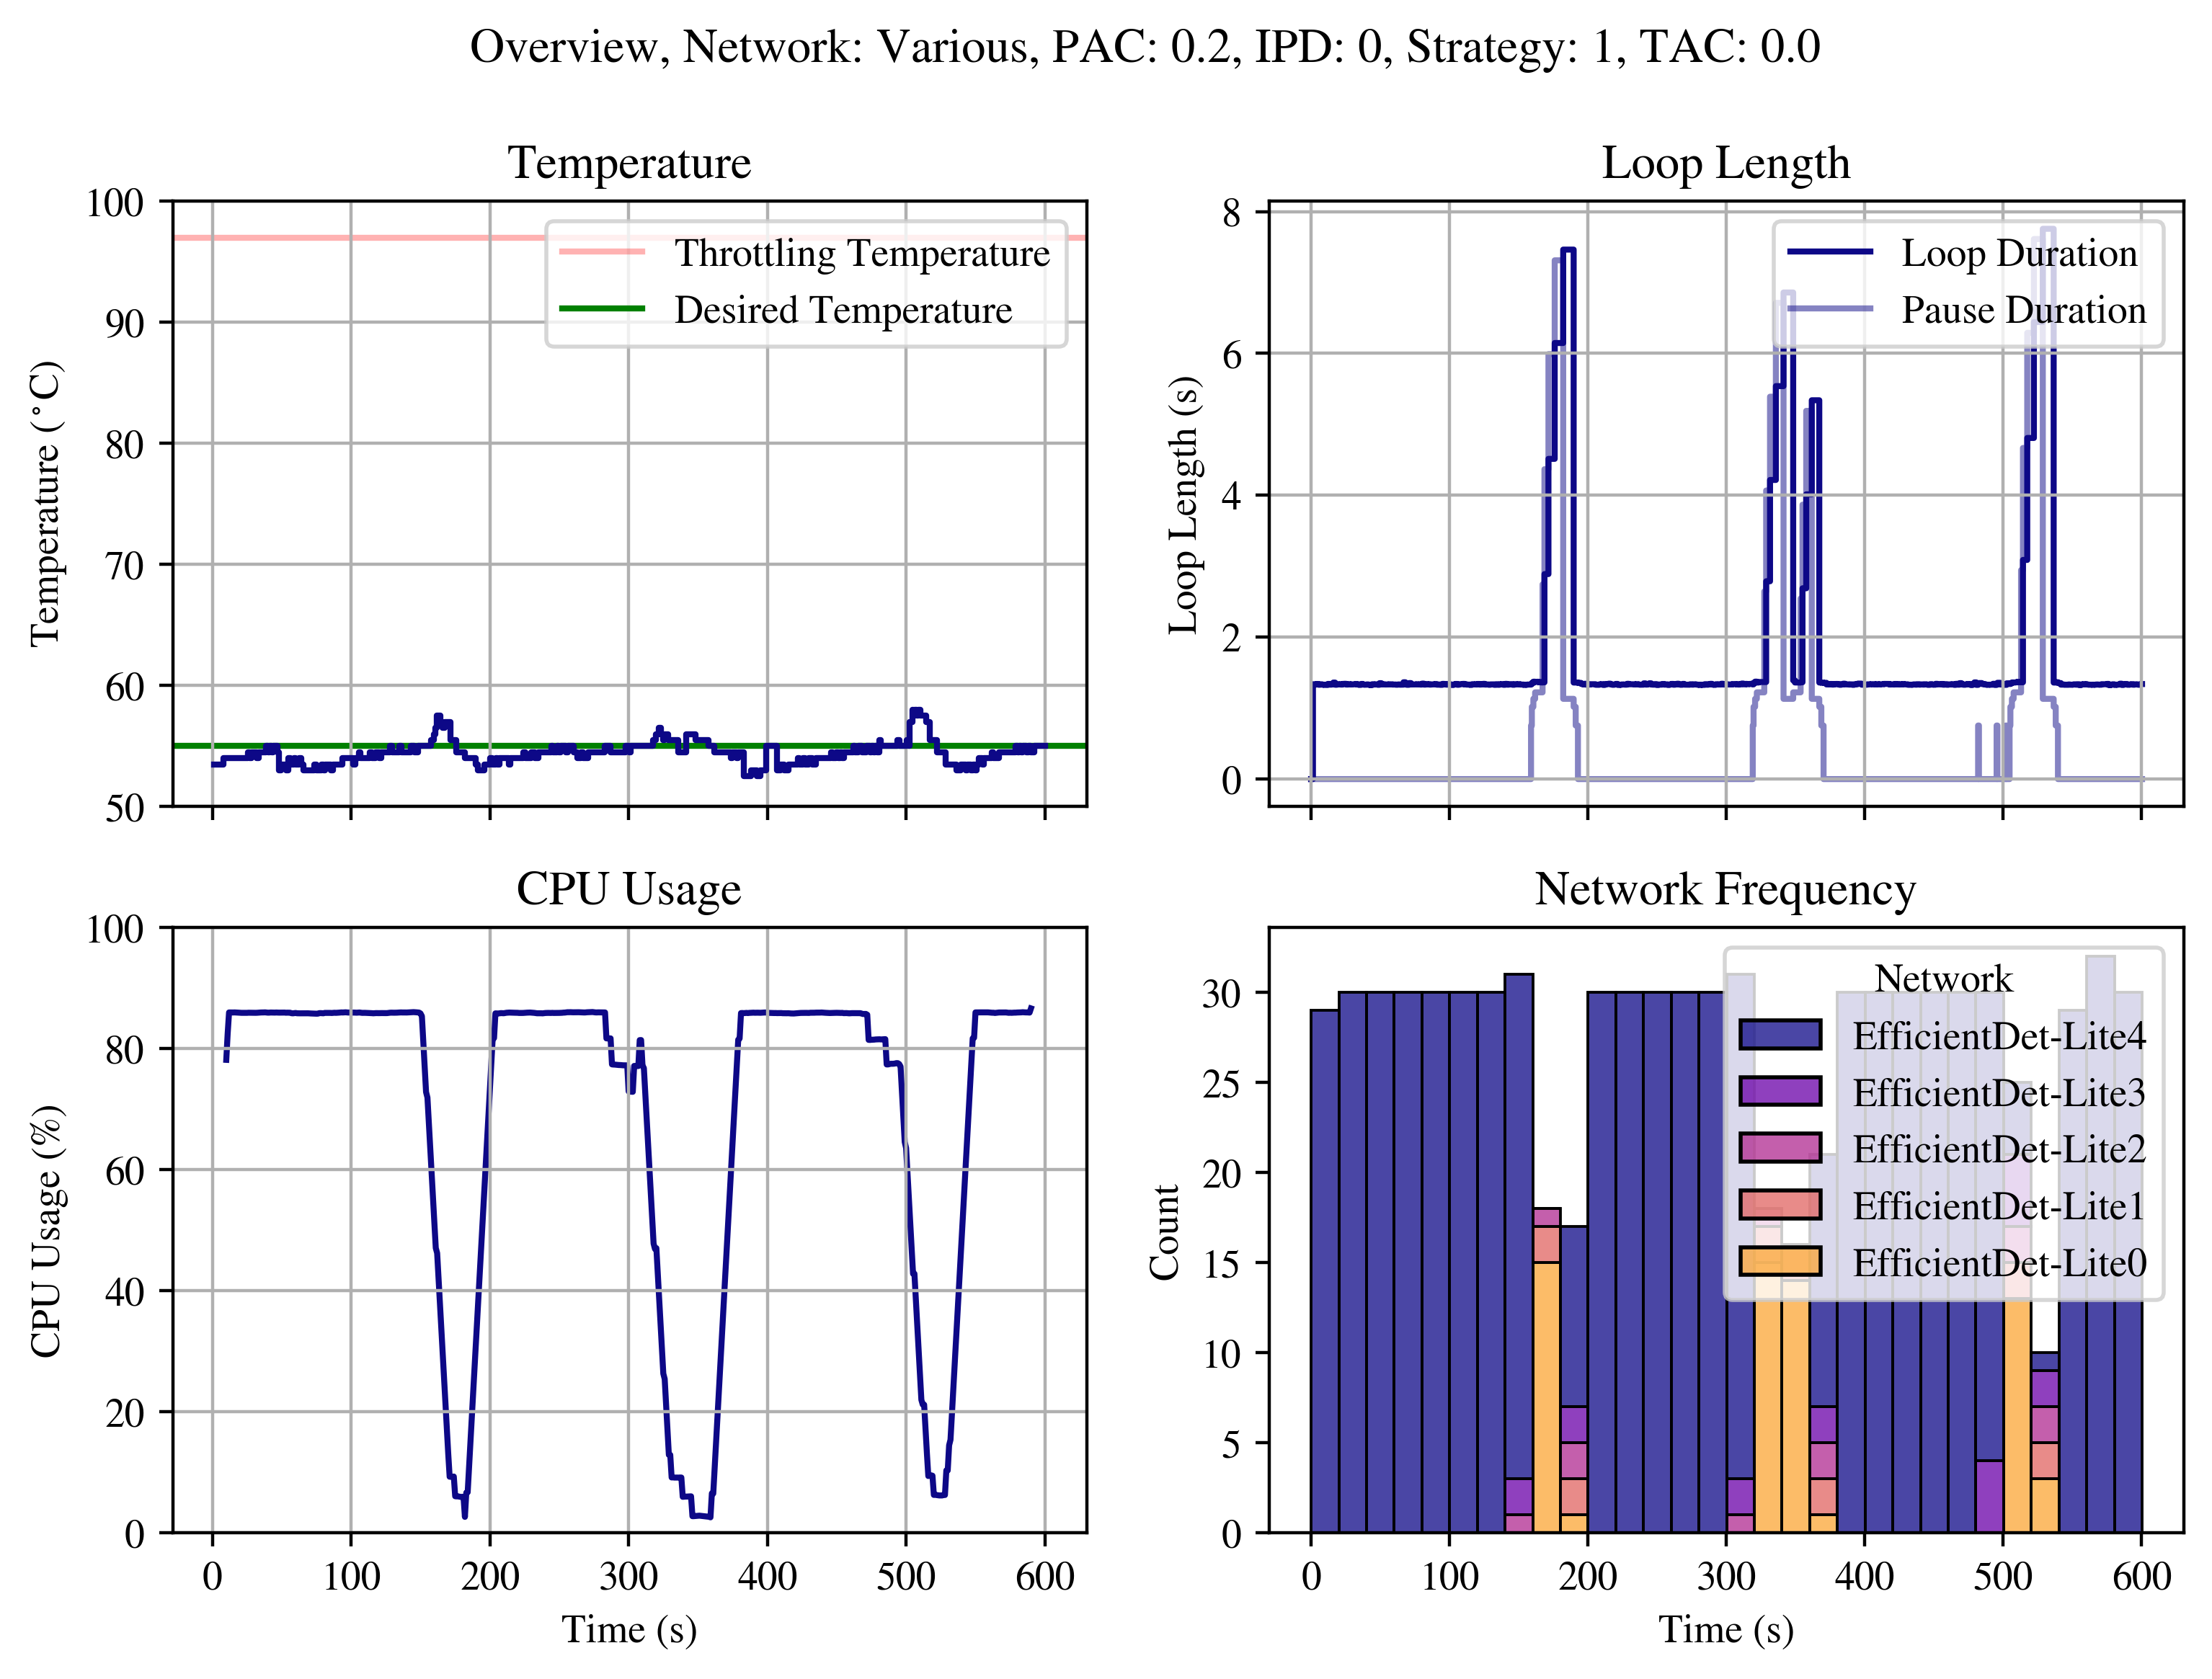 Overview, Network: Various, PAC: 0.2, IPD: 0, Strategy: 1, TAC: 0.0
Temperature
100
90
80
70
60
50
Temperature (°C)
Throttling Temperature
Desired Temperature
Loop Length
8
6
4
2
0
Loop Length (s)
Loop Duration
Pause Duration
CPU Usage
100
80
60
40
20
0
CPU Usage (%)
0 100 200 300 400 500 600
Time (s)
Network Frequency
30
25
20
15
10
5
0
Count
Network
EfficientDet-Lite4
EfficientDet-Lite3
EfficientDet-Lite2
EfficientDet-Lite1
EfficientDet-Lite0
0 100 200 300 400 500 600
Time (s)